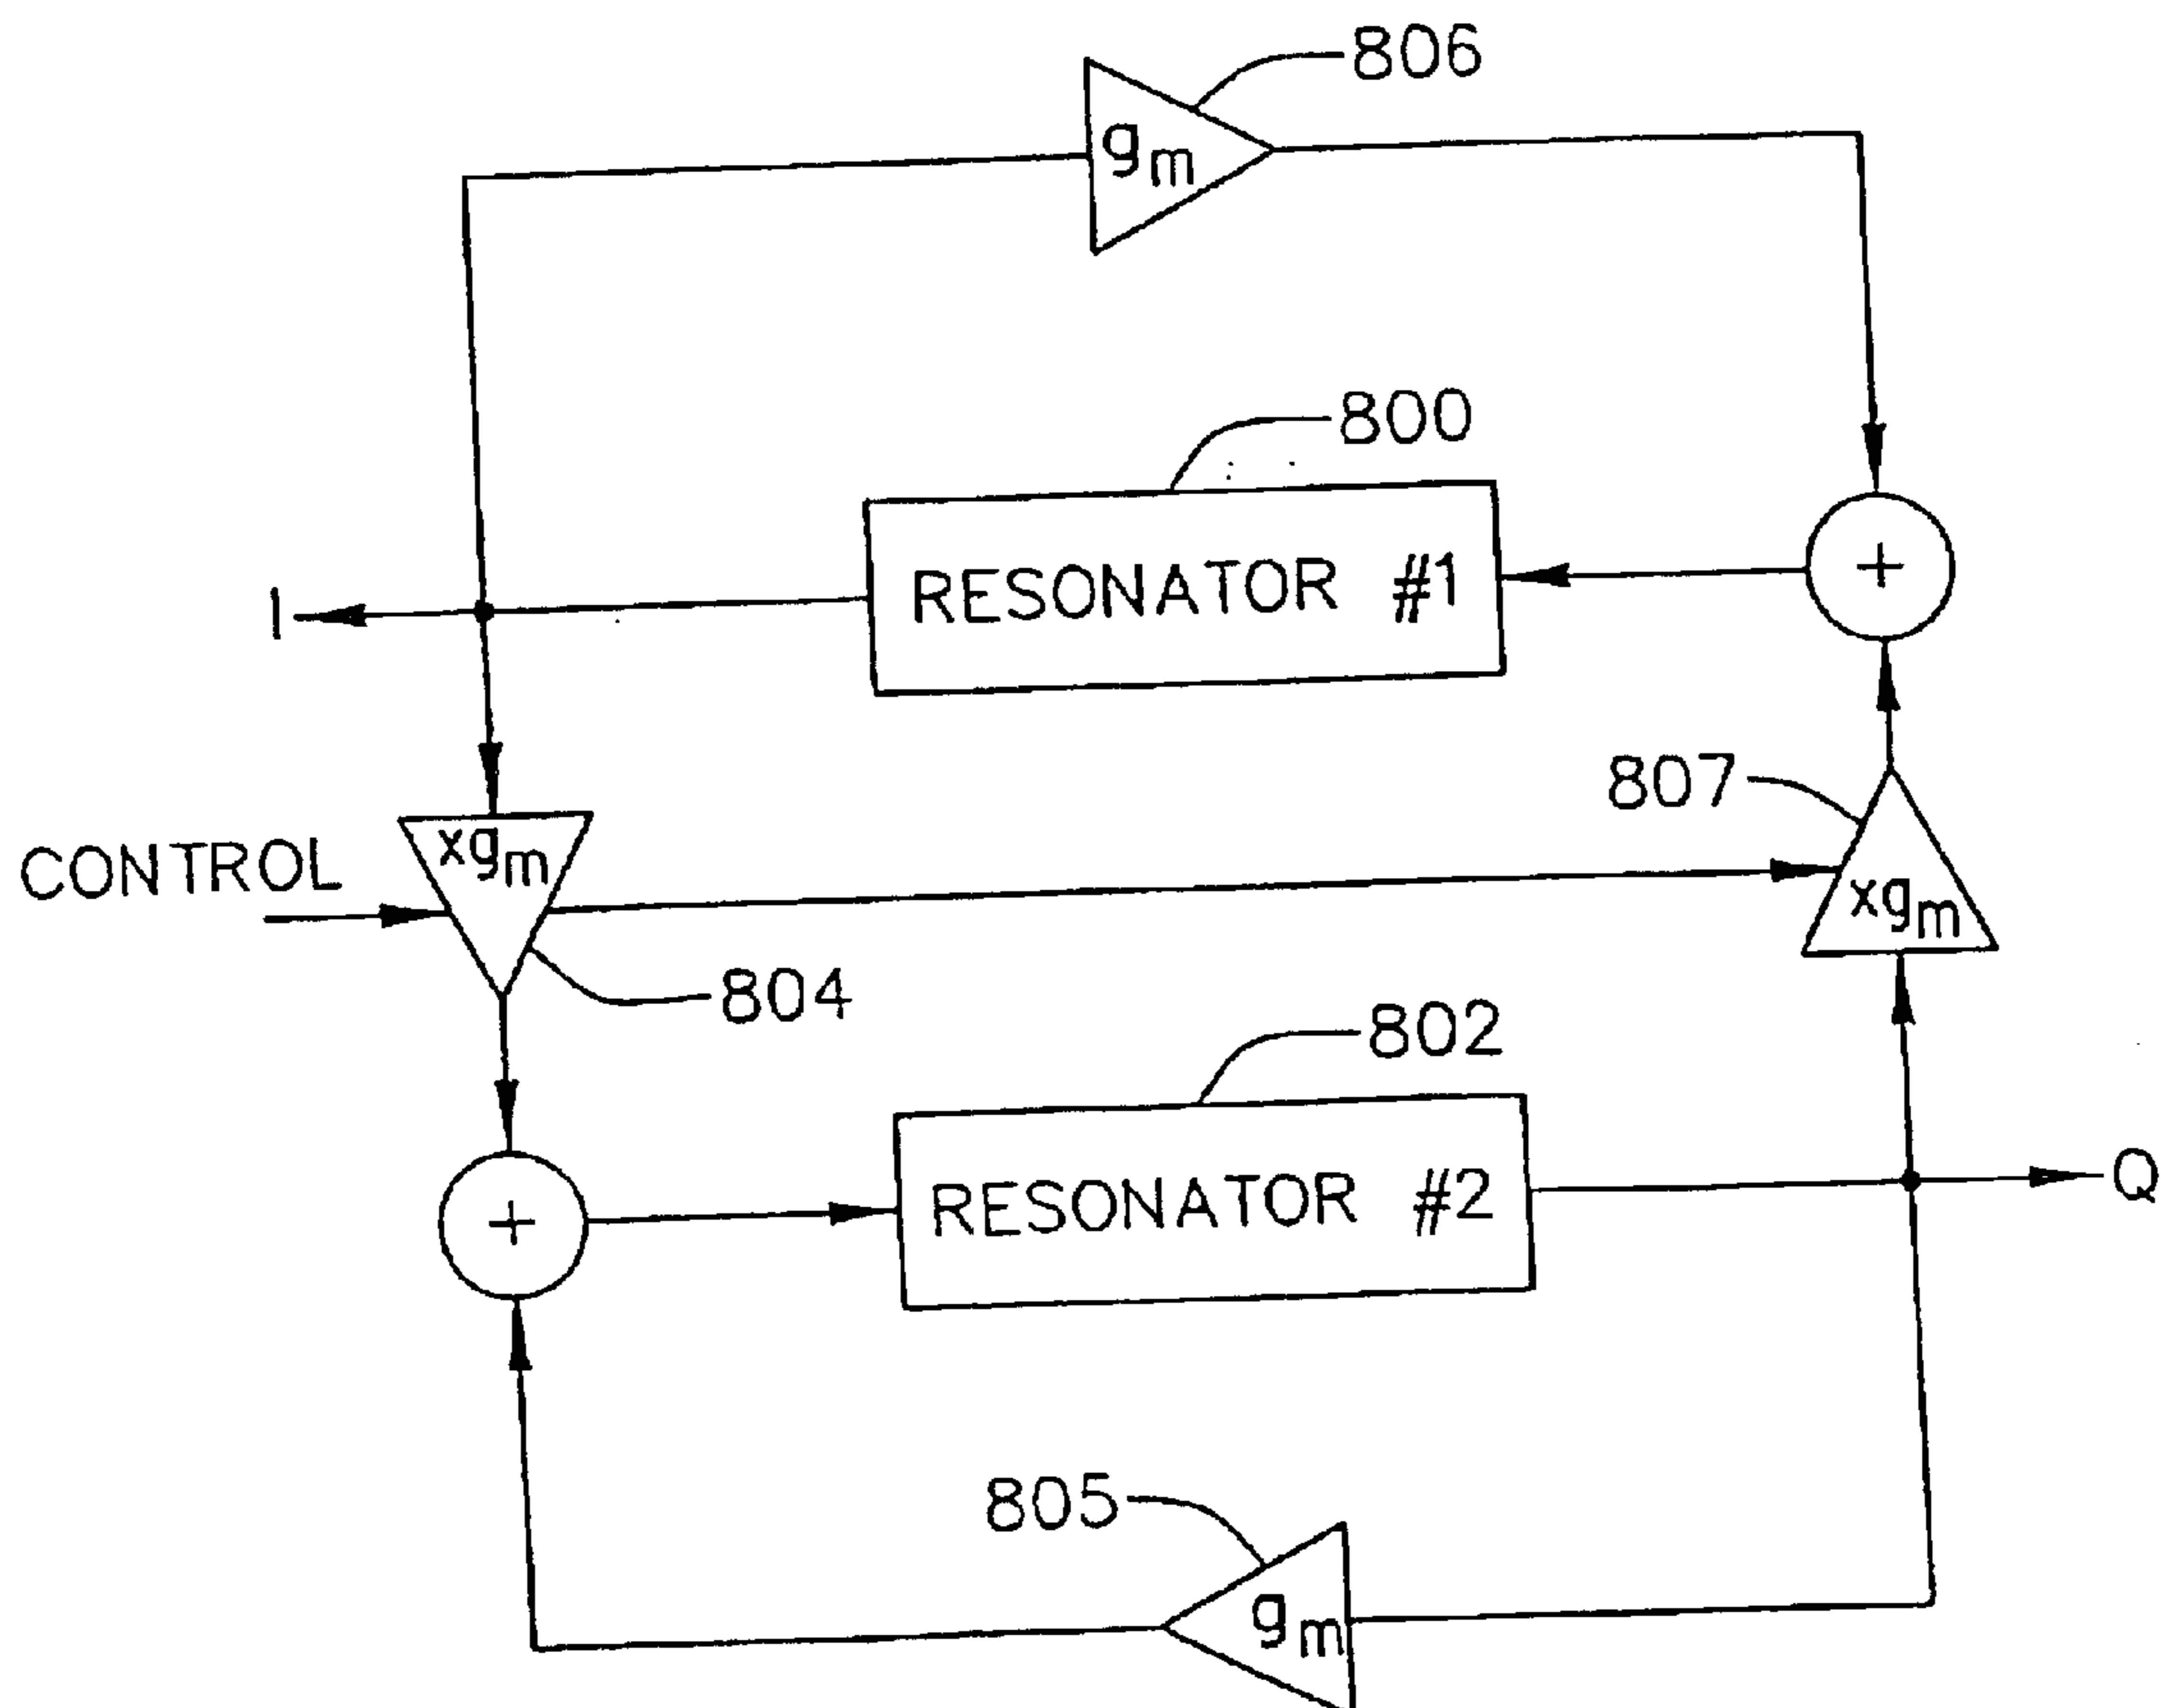 806
gm
800
RESONATOR #1
+
I
807
CONTROL
xgm
xgm
804
802
RESONATOR #2
+
Q
805
gm